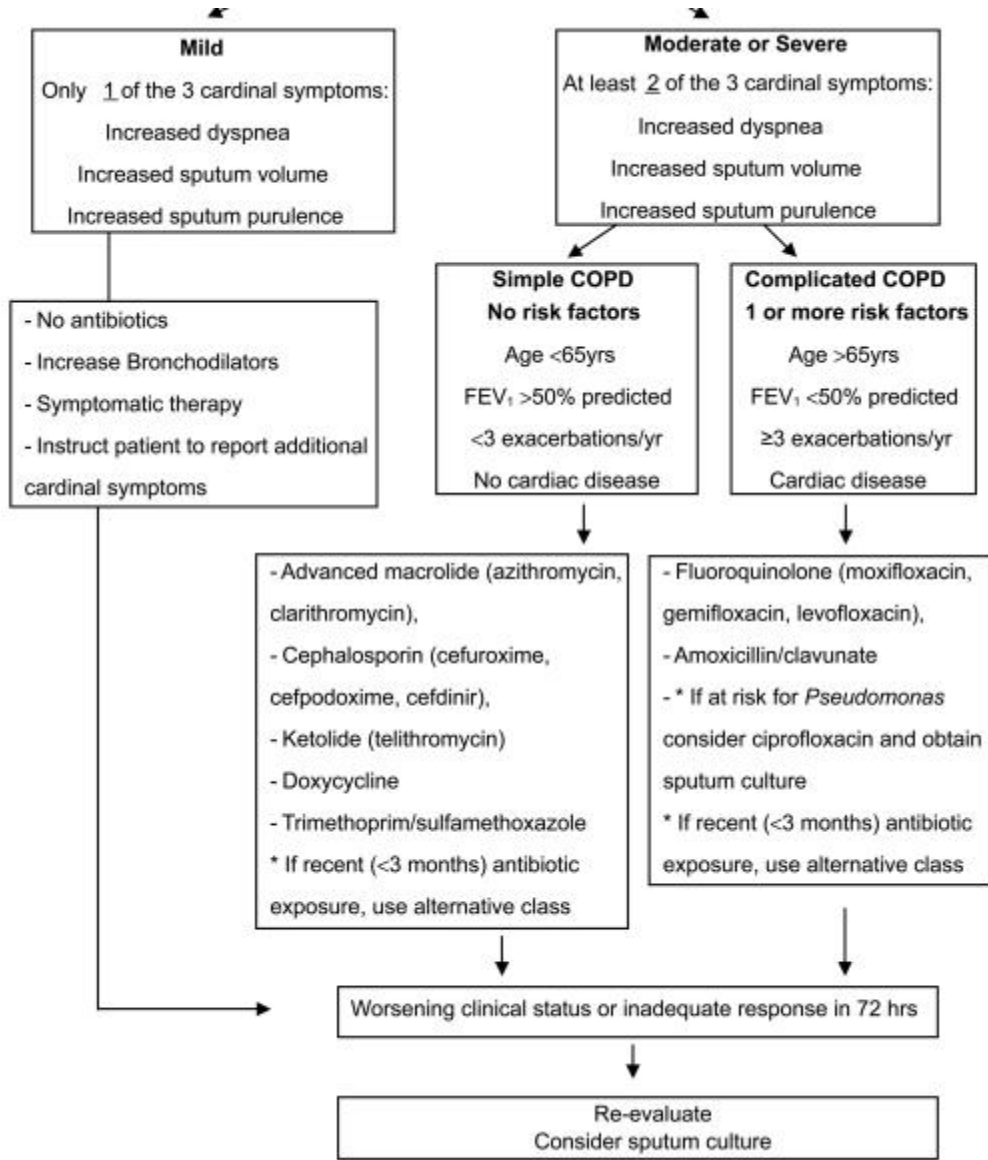 Mild
Only 1 of the 3 cardinal symptoms:
Increased dyspnea
Increased sputum volume
Increased sputum purulence
Moderate or Severe
At least 2 of the 3 cardinal symptoms:
Increased dyspnea
Increased sputum volume
Increased sputum purulence
- No antibiotics
- Increase Bronchodilators
- Symptomatic therapy
- Instruct patient to report additional
cardinal symptoms
Simple COPD
No risk factors
Age <65yrs
FEV₁ >50% predicted
<3 exacerbations/yr
No cardiac disease
Complicated COPD
1 or more risk factors
Age >65yrs
FEV₁ <50% predicted
≥3 exacerbations/yr
Cardiac disease
- Advanced macrolide (azithromycin,
clarithromycin),
- Cephalosporin (cefuroxime,
cefpodoxime, cefdinir),
- Ketolide (telithromycin)
- Doxycycline
- Trimethoprim/sulfamethoxazole
* If recent (<3 months) antibiotic
exposure, use alternative class
- Fluoroquinolone (moxifloxacin,
gemifloxacin, levofloxacin),
- Amoxicillin/clavunate
- * If at risk for Pseudomonas
consider ciprofloxacin and obtain
sputum culture
* If recent (<3 months) antibiotic
exposure, use alternative class
Worsening clinical status or inadequate response in 72 hrs
Re-evaluate
Consider sputum culture